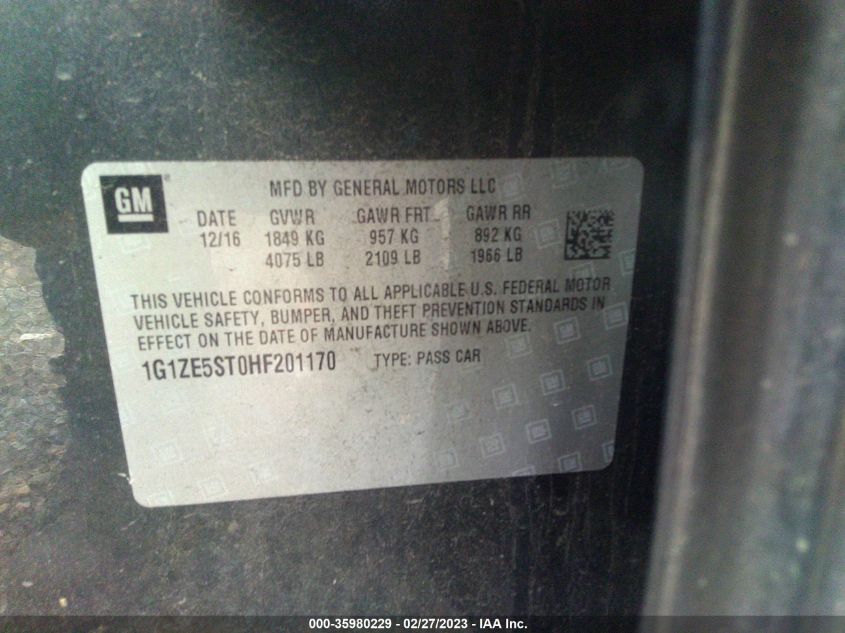 GM
MFD BY GENERAL MOTORS LLC
DATE GVWR GAWR FRT GAWR RR
12/16 1849 KG 957 KG 892 KG
4075 LB 2109 LB 1966 LB
THIS VEHICLE CONFORMS TO ALL APPLICABLE U.S. FEDERAL MOTOR
VEHICLE SAFETY, BUMPER, AND THEFT PREVENTION STANDARDS IN
EFFECT ON THE DATE OF MANUFACTURE SHOWN ABOVE.
1G1ZE5ST0HF201170 TYPE: PASS CAR
000-35980229 - 02/27/2023 - IAA Inc.